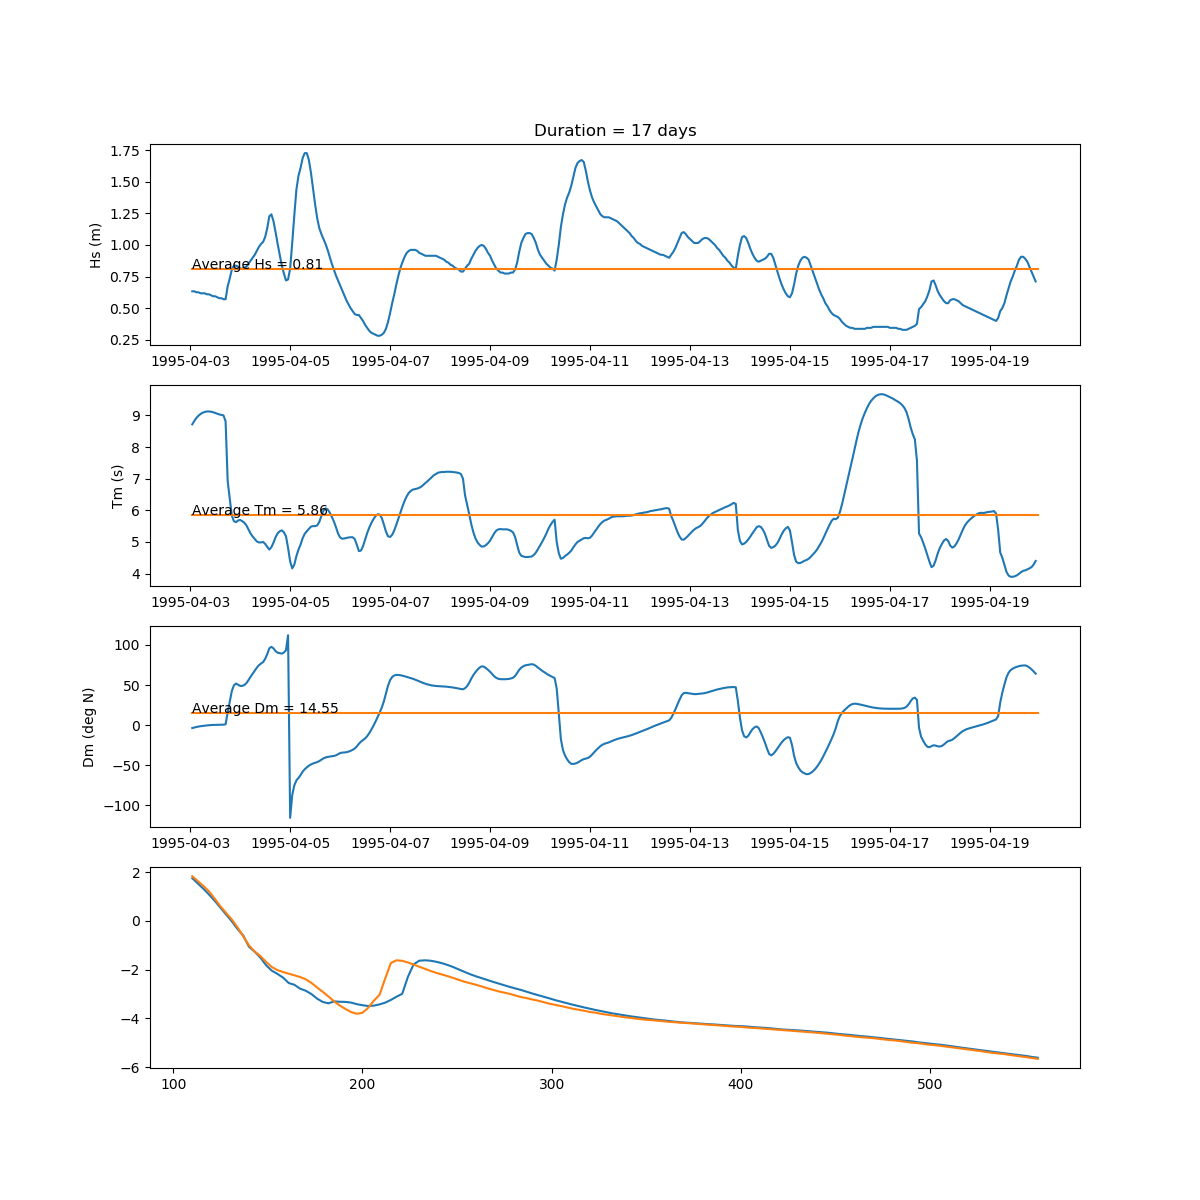 Duration = 17 days
Hs (m)
1.75
1.50
1.25
1.00
0.75
0.50
0.25
Average Hs = 0.81
1995-04-03 1995-04-05 1995-04-07 1995-04-09 1995-04-11 1995-04-13 1995-04-15 1995-04-17 1995-04-19
Tm (s)
9
8
7
6
5
4
Average Tm = 5.86
1995-04-03 1995-04-05 1995-04-07 1995-04-09 1995-04-11 1995-04-13 1995-04-15 1995-04-17 1995-04-19
Dm (deg N)
100
50
0
−50
−100
Average Dm = 14.55
1995-04-03 1995-04-05 1995-04-07 1995-04-09 1995-04-11 1995-04-13 1995-04-15 1995-04-17 1995-04-19
2
0
−2
−4
−6
100 200 300 400 500